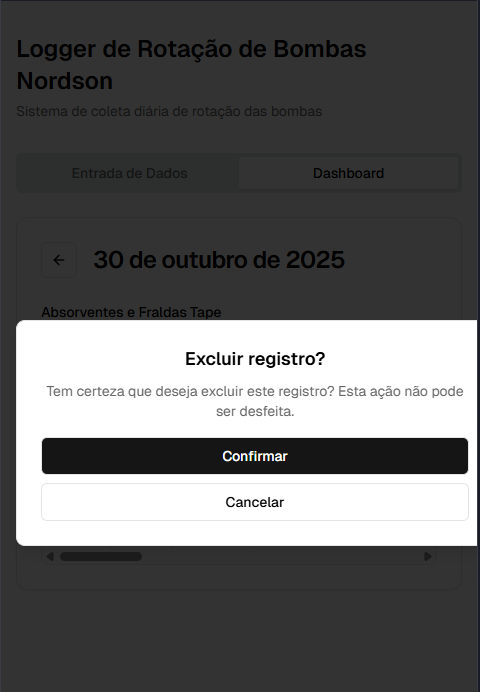 Logger de Rotação de Bombas
Nordson
Sistema de coleta diária de rotação das bombas
Entrada de Dados
Dashboard
30 de outubro de 2025
Absorventes e Fraldas Tape
Excluir registro?
Tem certeza que deseja excluir este registro? Esta ação não pode
ser desfeita.
Confirmar
Cancelar